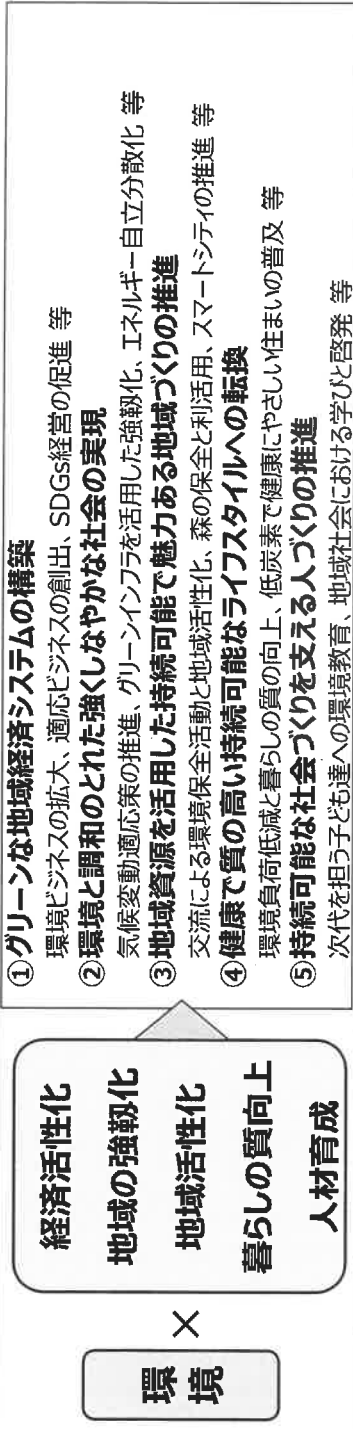 環境
×
経済活性化
地域の強靱化
地域活性化
暮らしの質向上
人材育成
①グリーンな地域経済システムの構築
環境ビジネスの拡大、適応ビジネスの創出、SDGs経営の促進 等
②環境と調和のとれた強くしなやかな社会の実現
気候変動適応策の推進、グリーンインフラを活用した強靱化、エネルギー自立分散化 等
③地域資源を活用した持続可能で魅力ある地域づくりの推進
交流による環境保全活動と地域活性化、森の保全と利活用、スマートシティの推進 等
④健康で質の高い持続可能なライフスタイルへの転換
環境負荷低減と暮らしの質の向上、低炭素で健康にやさしい住まいの普及 等
⑤持続可能な社会づくりを支える人づくりの推進
次代を担う子ども達への環境教育、地域社会における学びと啓発 等